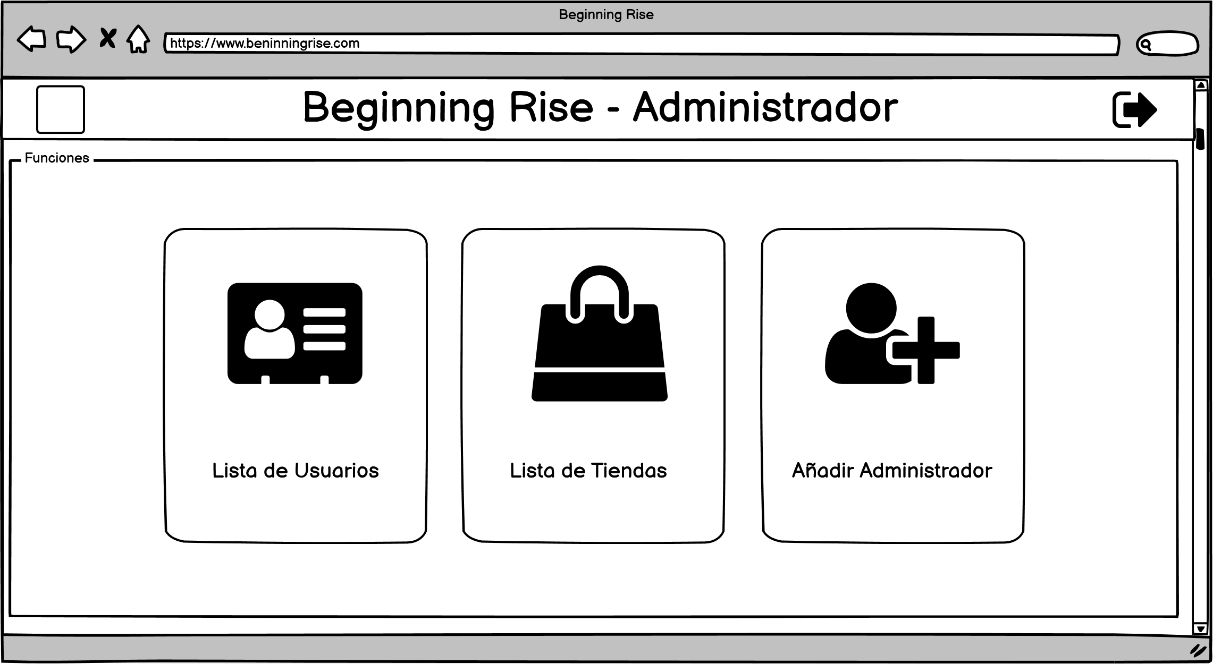 Beginning Rise
https://www.beninningrise.com
Beginning Rise - Administrador
Funciones
Lista de Usuarios
Lista de Tiendas
Añadir Administrador